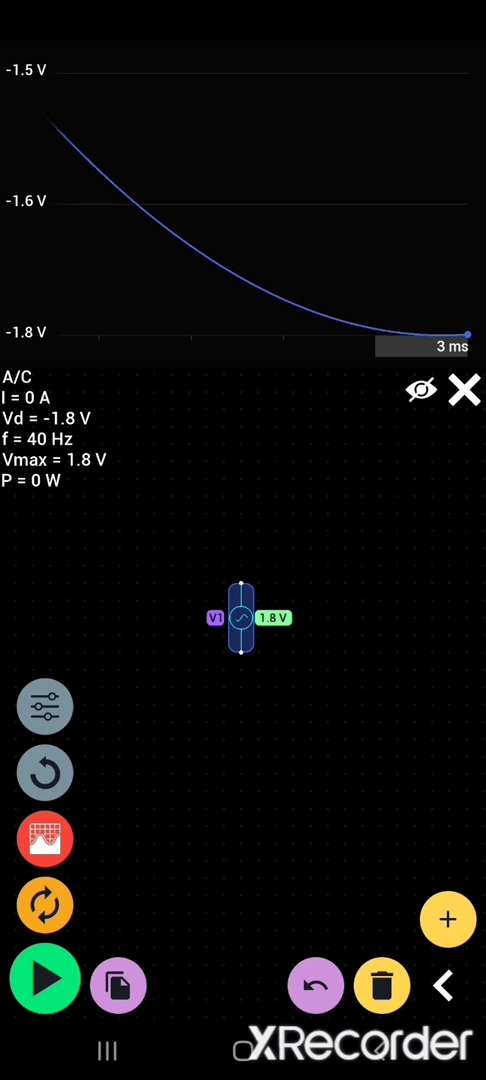 -1.5 V
-1.6 V
-1.8 V
3 ms
A/C
I = 0 A
Vd = -1.8 V
f = 40 Hz
Vmax = 1.8 V
P = 0 W
V1
1.8 V
XRecorder